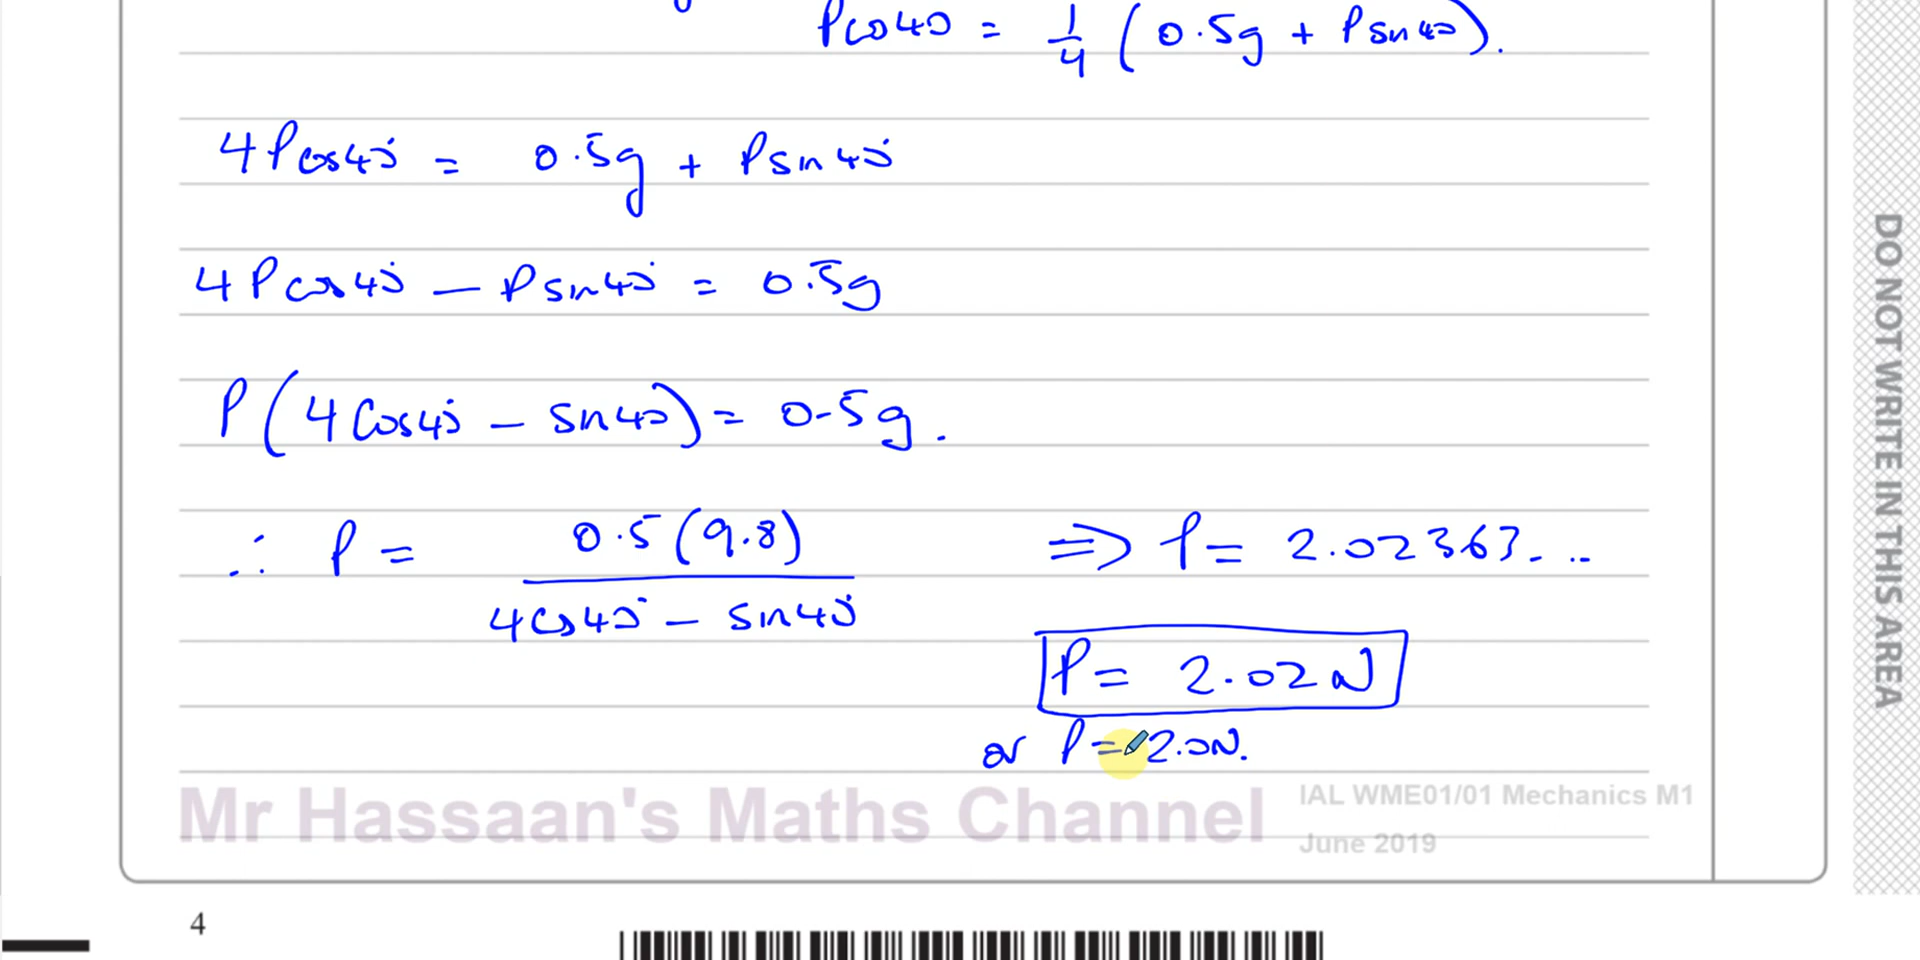 Pcos40 = 1/4 (0.5g + Psin40).
4Pcos40 = 0.5g + Psin40
4Pcos40 - Psin40 = 0.5g
P(4cos40 - sin40) = 0.5g.
∴ P = 0.5(9.8) / (4cos40 - sin40) ⇒ P = 2.02363...
P = 2.02N
or P = 2.0N.
Mr Hassaan's Maths Channel
IAL WME01/01 Mechanics M1
June 2019
4
DO NOT WRITE IN THIS AREA